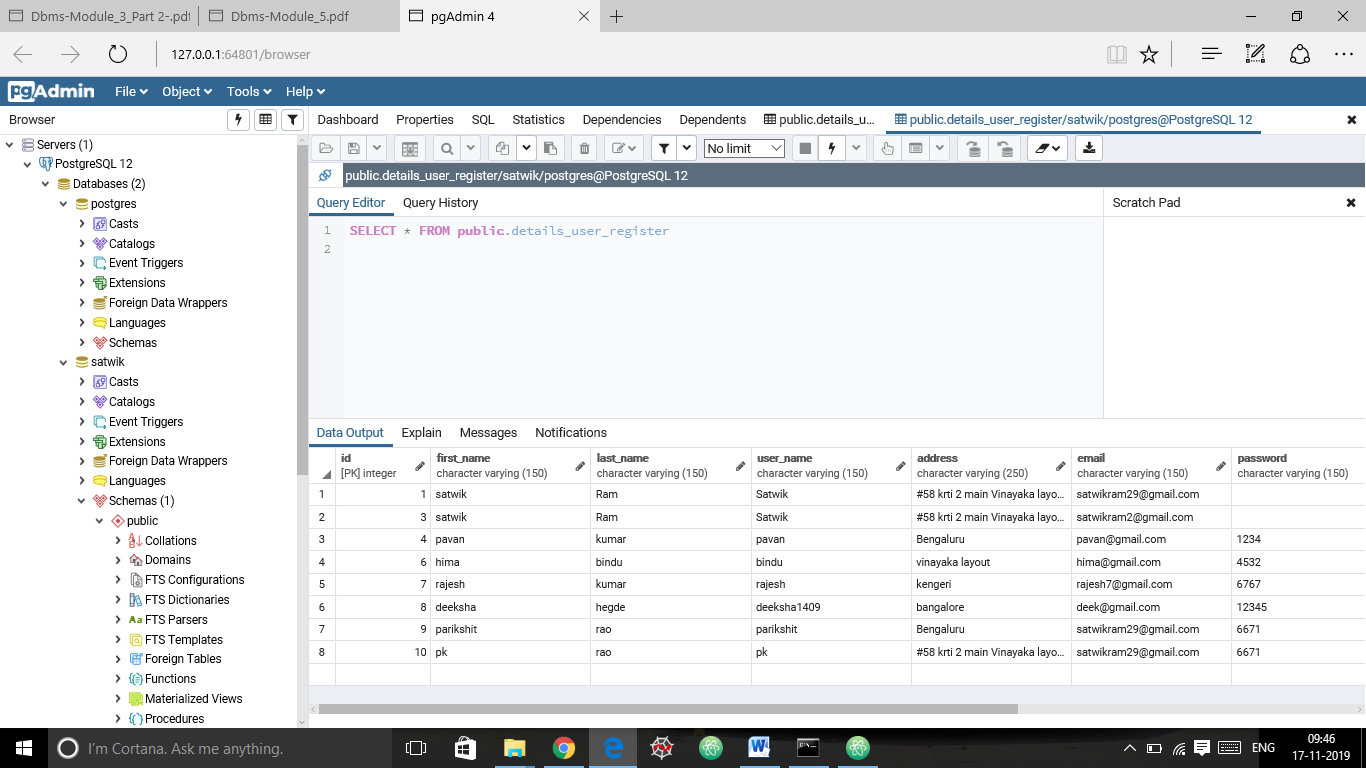 Dbms-Module_3_Part 2-.pdf
Dbms-Module_5.pdf
pgAdmin 4
127.0.0.1:64801/browser
pgAdmin File Object Tools Help
Browser
Dashboard Properties SQL Statistics Dependencies Dependents public.details_u... public.details_user_register/satwik/postgres@PostgreSQL 12
No limit
public.details_user_register/satwik/postgres@PostgreSQL 12
Query Editor Query History
Scratch Pad
1 SELECT * FROM public.details_user_register
2
Servers (1)
PostgreSQL 12
Databases (2)
postgres
Casts
Catalogs
Event Triggers
Extensions
Foreign Data Wrappers
Languages
Schemas
satwik
Casts
Catalogs
Event Triggers
Extensions
Foreign Data Wrappers
Languages
Schemas (1)
public
Collations
Domains
FTS Configurations
FTS Dictionaries
FTS Parsers
FTS Templates
Foreign Tables
Functions
Materialized Views
Procedures
Data Output Explain Messages Notifications
id first_name last_name user_name address email password
[PK] integer character varying (150) character varying (150) character varying (150) character varying (250) character varying (150) character varying (150)
1 1 satwik Ram Satwik #58 krti 2 main Vinayaka layo... satwikram29@gmail.com
2 3 satwik Ram Satwik #58 krti 2 main Vinayaka layo... satwikram2@gmail.com
3 4 pavan kumar pavan Bengaluru pavan@gmail.com 1234
4 6 hima bindu bindu vinayaka layout hima@gmail.com 4532
5 7 rajesh kumar rajesh kengeri rajesh7@gmail.com 6767
6 8 deeksha hegde deeksha1409 bangalore deek@gmail.com 12345
7 9 parikshit rao parikshit Bengaluru satwikram29@gmail.com 6671
8 10 pk rao pk #58 krti 2 main Vinayaka layo... satwikram29@gmail.com 6671
I'm Cortana. Ask me anything.
ENG
09:46
17-11-2019